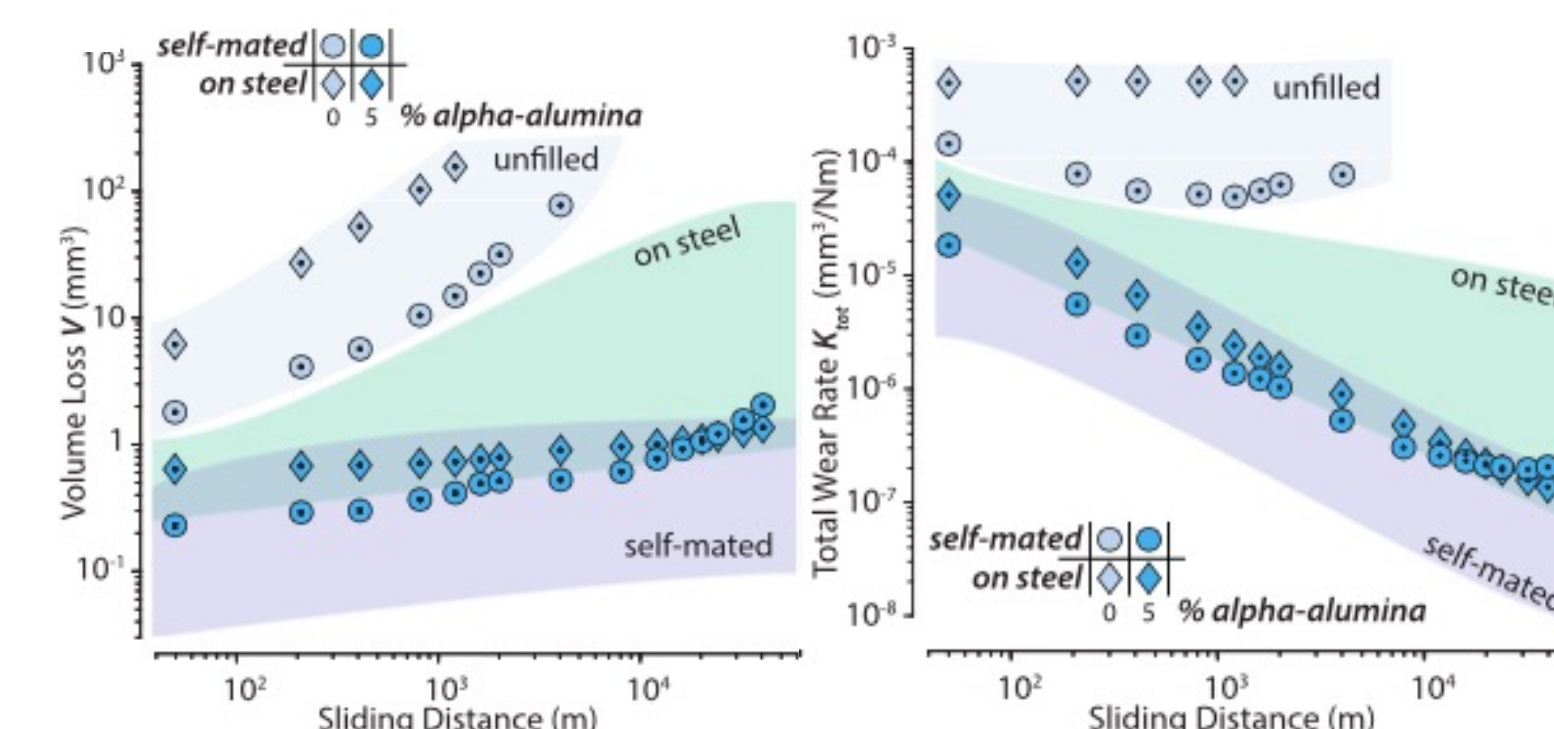 self-mated
on steel
0 5 % alpha-alumina
unfilled
on steel
self-mated
10³
10²
10
1
10⁻¹
Volume Loss V (mm³)
10² 10³ 10⁴
Sliding Distance (m)
10⁻³
10⁻⁴
10⁻⁵
10⁻⁶
10⁻⁷
10⁻⁸
Total Wear Rate K_tot (mm³/Nm)
unfilled
on stee
self-mated
self-mated
on steel
0 5 % alpha-alumina
10² 10³ 10⁴
Sliding Distance (m)